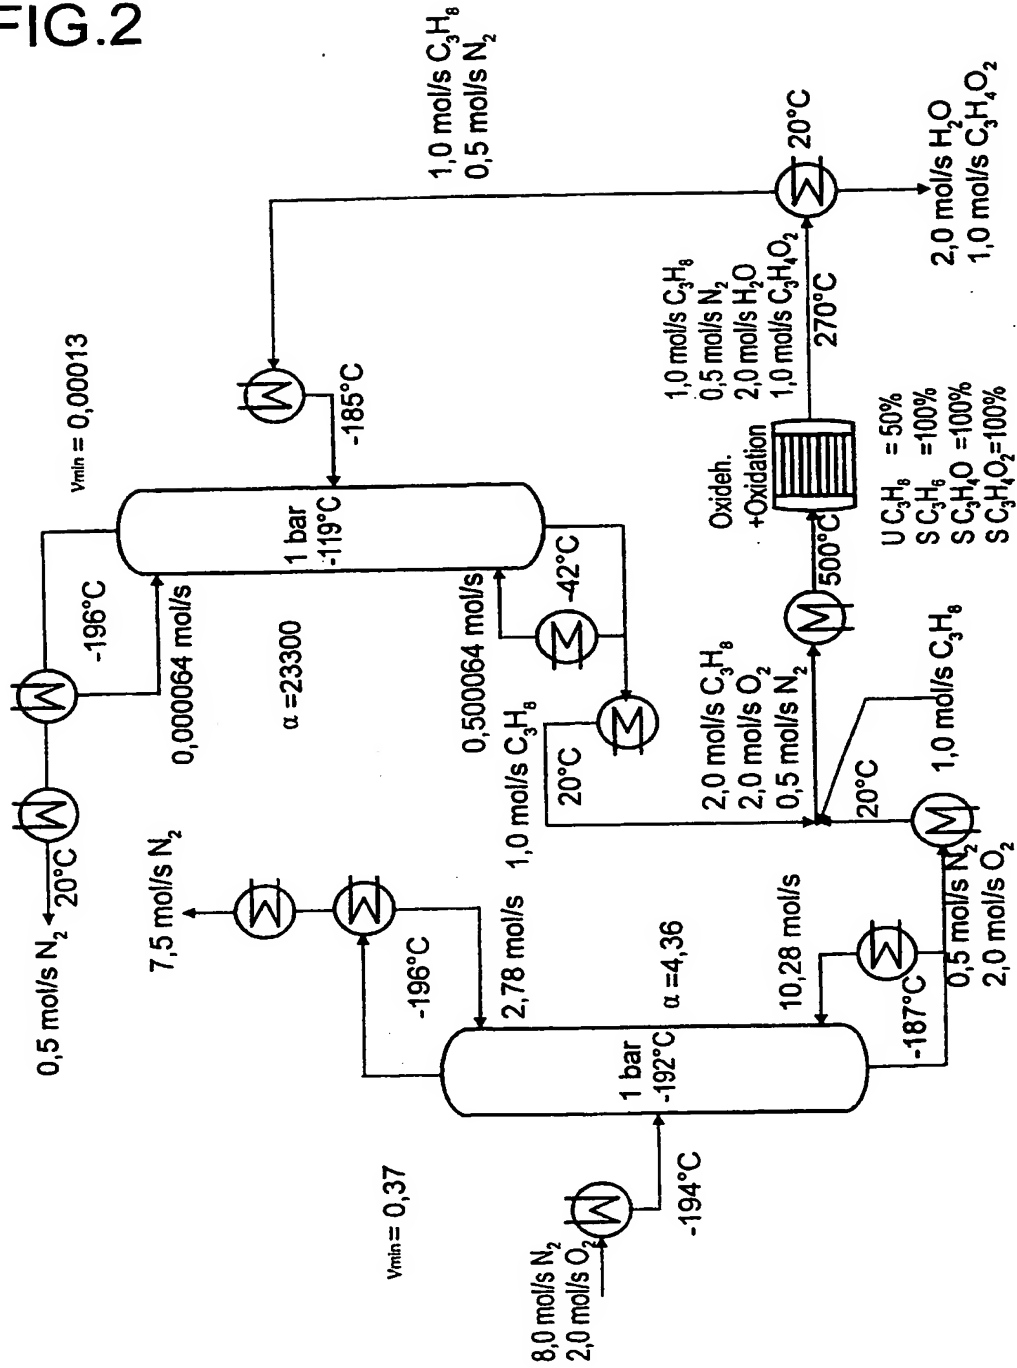 FIG.2
0,5 mol/s N₂
20°C
-196°C
0,000064 mol/s
vmin = 0,00013
1 bar
-119°C
α =23300
-185°C
1,0 mol/s C₃H₈
0,5 mol/s N₂
0,500064 mol/s
-42°C
1,0 mol/s C₃H₈
20°C
7,5 mol/s N₂
-196°C
2,78 mol/s
vmin = 0,37
1 bar
-192°C
α =4,36
8,0 mol/s N₂
2,0 mol/s O₂
-194°C
10,28 mol/s
-187°C
0,5 mol/s N₂
2,0 mol/s O₂
20°C
1,0 mol/s C₃H₈
2,0 mol/s C₃H₈
2,0 mol/s O₂
0,5 mol/s N₂
500°C
Oxideh.
+Oxidation
U C₃H₈ = 50%
S C₃H₆ =100%
S C₃H₄O =100%
S C₃H₄O₂=100%
1,0 mol/s C₃H₈
0,5 mol/s N₂
2,0 mol/s H₂O
1,0 mol/s C₃H₄O₂
270°C
20°C
2,0 mol/s H₂O
1,0 mol/s C₃H₄O₂